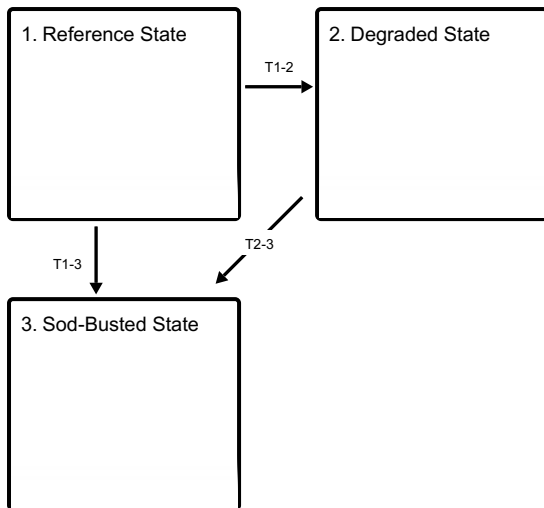 1. Reference State
T1-2
2. Degraded State
T1-3
T2-3
3. Sod-Busted State